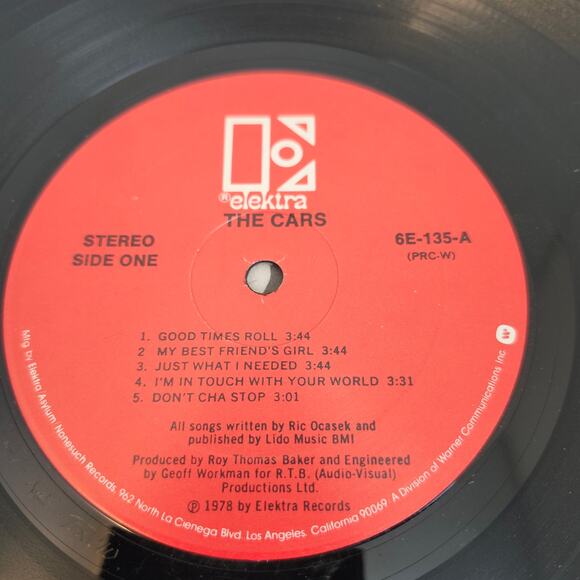 ® elektra
THE CARS
STEREO
SIDE ONE
6E-135-A
(PRC-W)
1. GOOD TIMES ROLL 3:44
2 MY BEST FRIEND'S GIRL 3:44
3. JUST WHAT I NEEDED 3:44
4. I'M IN TOUCH WITH YOUR WORLD 3:31
5. DON'T CHA STOP 3:01
All songs written by Ric Ocasek and
published by Lido Music BMI
Produced by Roy Thomas Baker and Engineered
by Geoff Workman for R.T.B. (Audio-Visual)
Productions Ltd.
℗ 1978 by Elektra Records
Mfg by Elektra Asylum Nonesuch Records, 962 North La Cienega Blvd. Los Angeles, California 90069. A Division of Warner Communications Inc